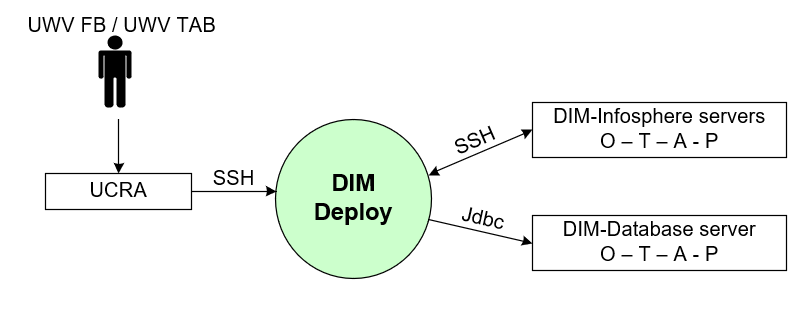 UWV FB / UWV TAB
UCRA
SSH
DIM
Deploy
SSH
DIM-Infosphere servers
O – T – A - P
Jdbc
DIM-Database server
O – T – A - P